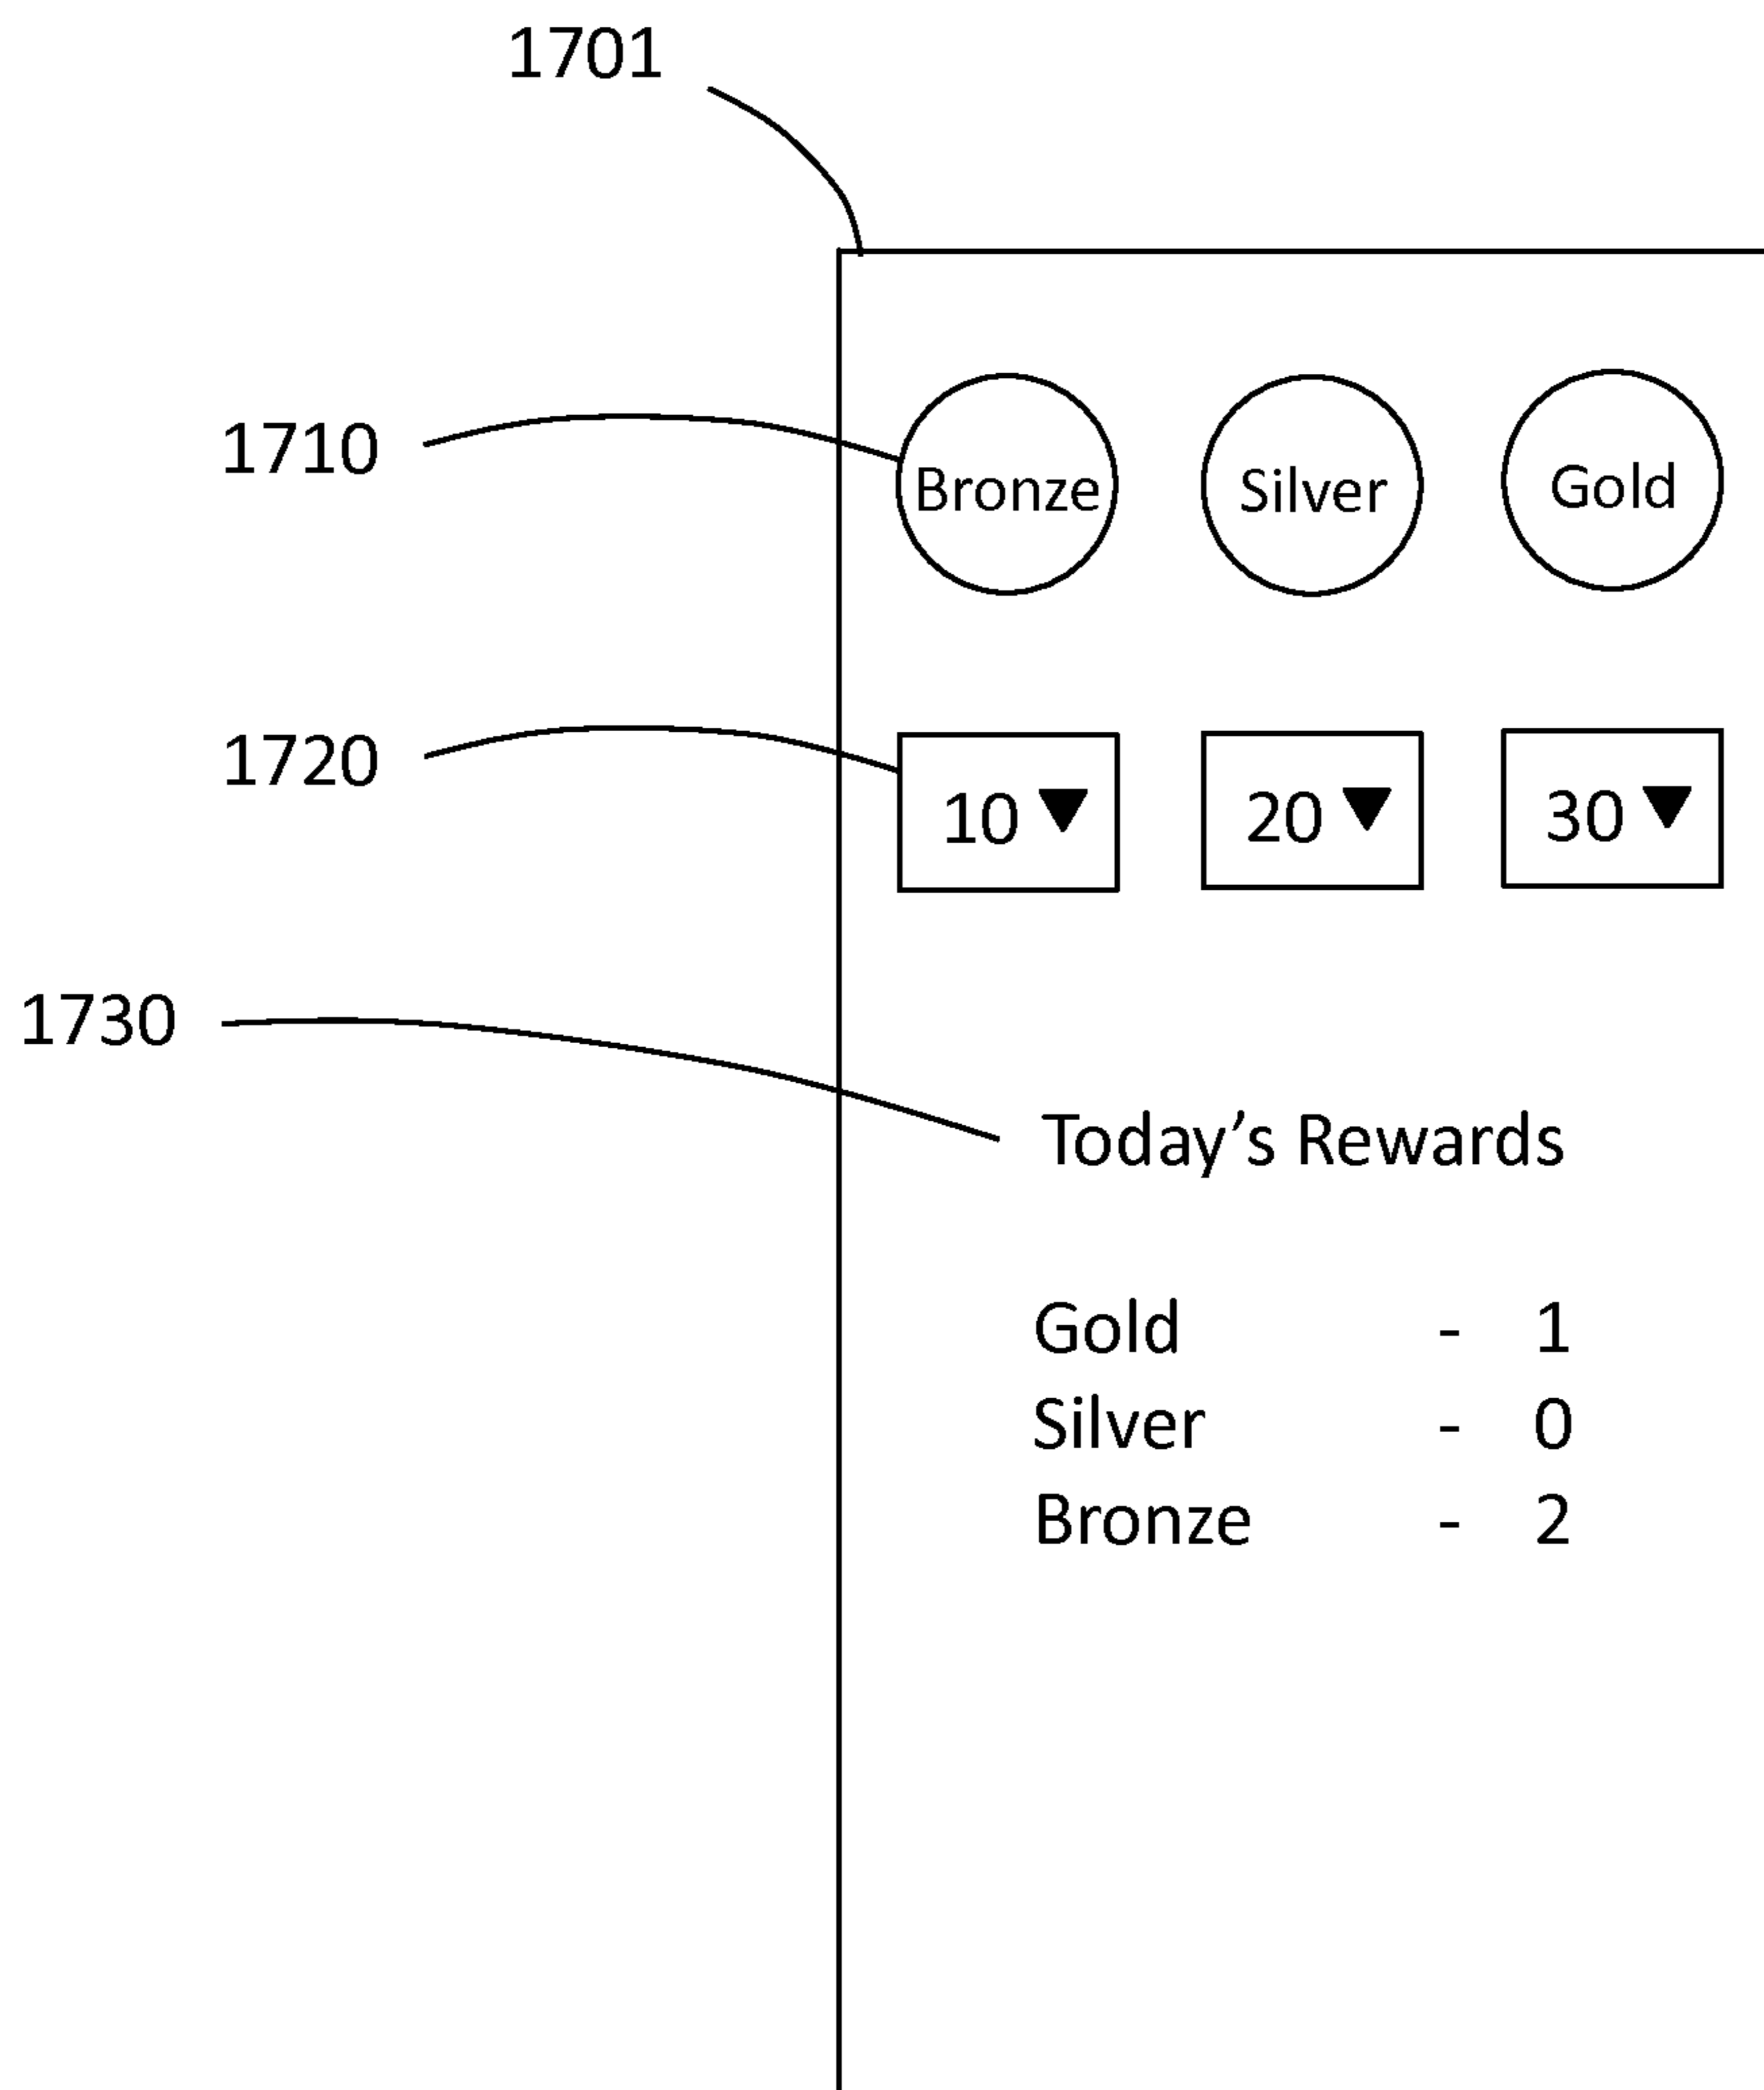 1701
1710
Bronze Silver Gold
1720
10 ▼ 20 ▼ 30 ▼
1730
Today’s Rewards
Gold - 1
Silver - 0
Bronze - 2